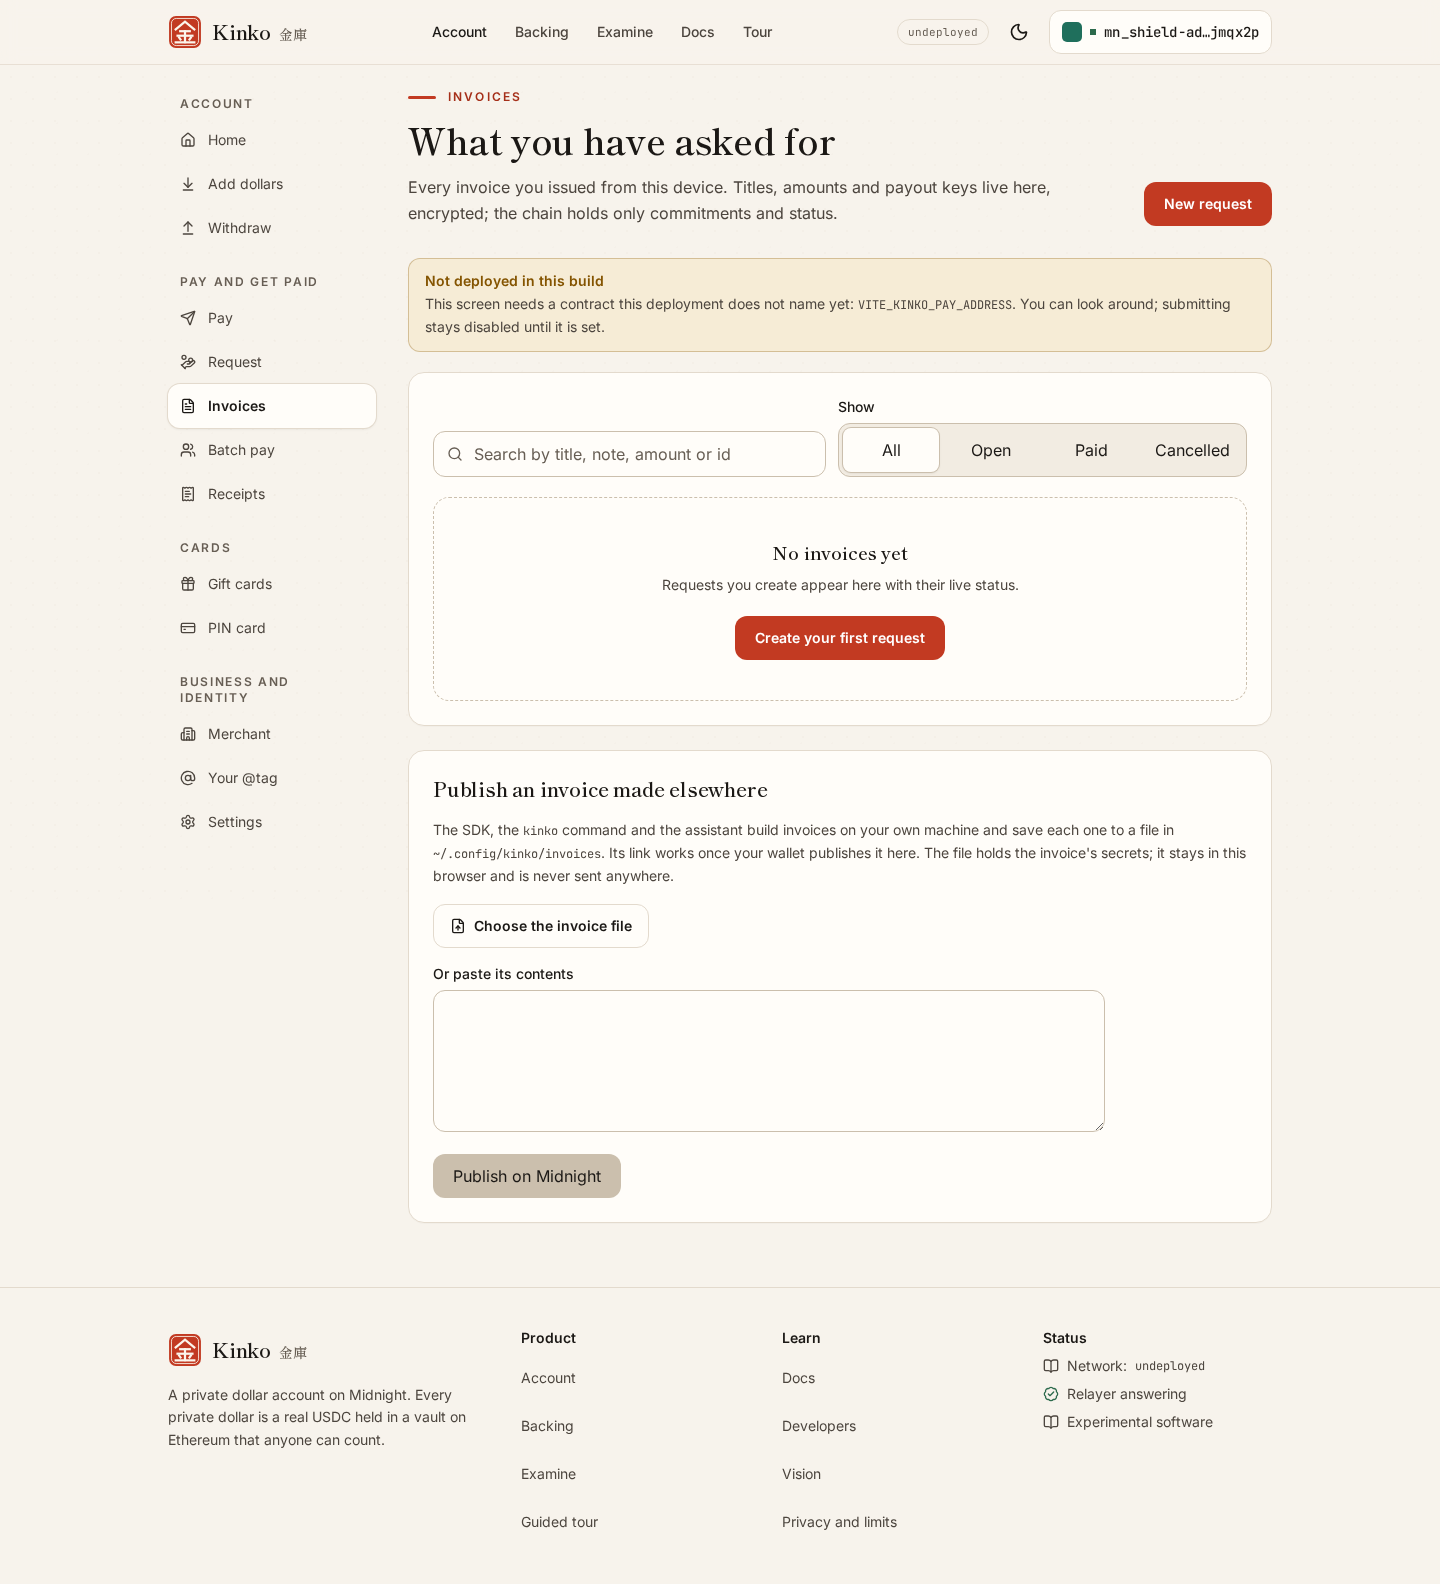 金 Kinko 金庫
Account Backing Examine Docs Tour
undeployed
mn_shield-ad…jmqx2p
ACCOUNT
Home
Add dollars
Withdraw
PAY AND GET PAID
Pay
Request
Invoices
Batch pay
Receipts
CARDS
Gift cards
PIN card
BUSINESS AND
IDENTITY
Merchant
Your @tag
Settings
INVOICES
What you have asked for
Every invoice you issued from this device. Titles, amounts and payout keys live here,
encrypted; the chain holds only commitments and status.
New request
Not deployed in this build
This screen needs a contract this deployment does not name yet: VITE_KINKO_PAY_ADDRESS. You can look around; submitting
stays disabled until it is set.
Search by title, note, amount or id
Show
All Open Paid Cancelled
No invoices yet
Requests you create appear here with their live status.
Create your first request
Publish an invoice made elsewhere
The SDK, the kinko command and the assistant build invoices on your own machine and save each one to a file in
~/.config/kinko/invoices. Its link works once your wallet publishes it here. The file holds the invoice's secrets; it stays in this
browser and is never sent anywhere.
Choose the invoice file
Or paste its contents
Publish on Midnight
金 Kinko 金庫
A private dollar account on Midnight. Every
private dollar is a real USDC held in a vault on
Ethereum that anyone can count.
Product
Account
Backing
Examine
Guided tour
Learn
Docs
Developers
Vision
Privacy and limits
Status
Network: undeployed
Relayer answering
Experimental software